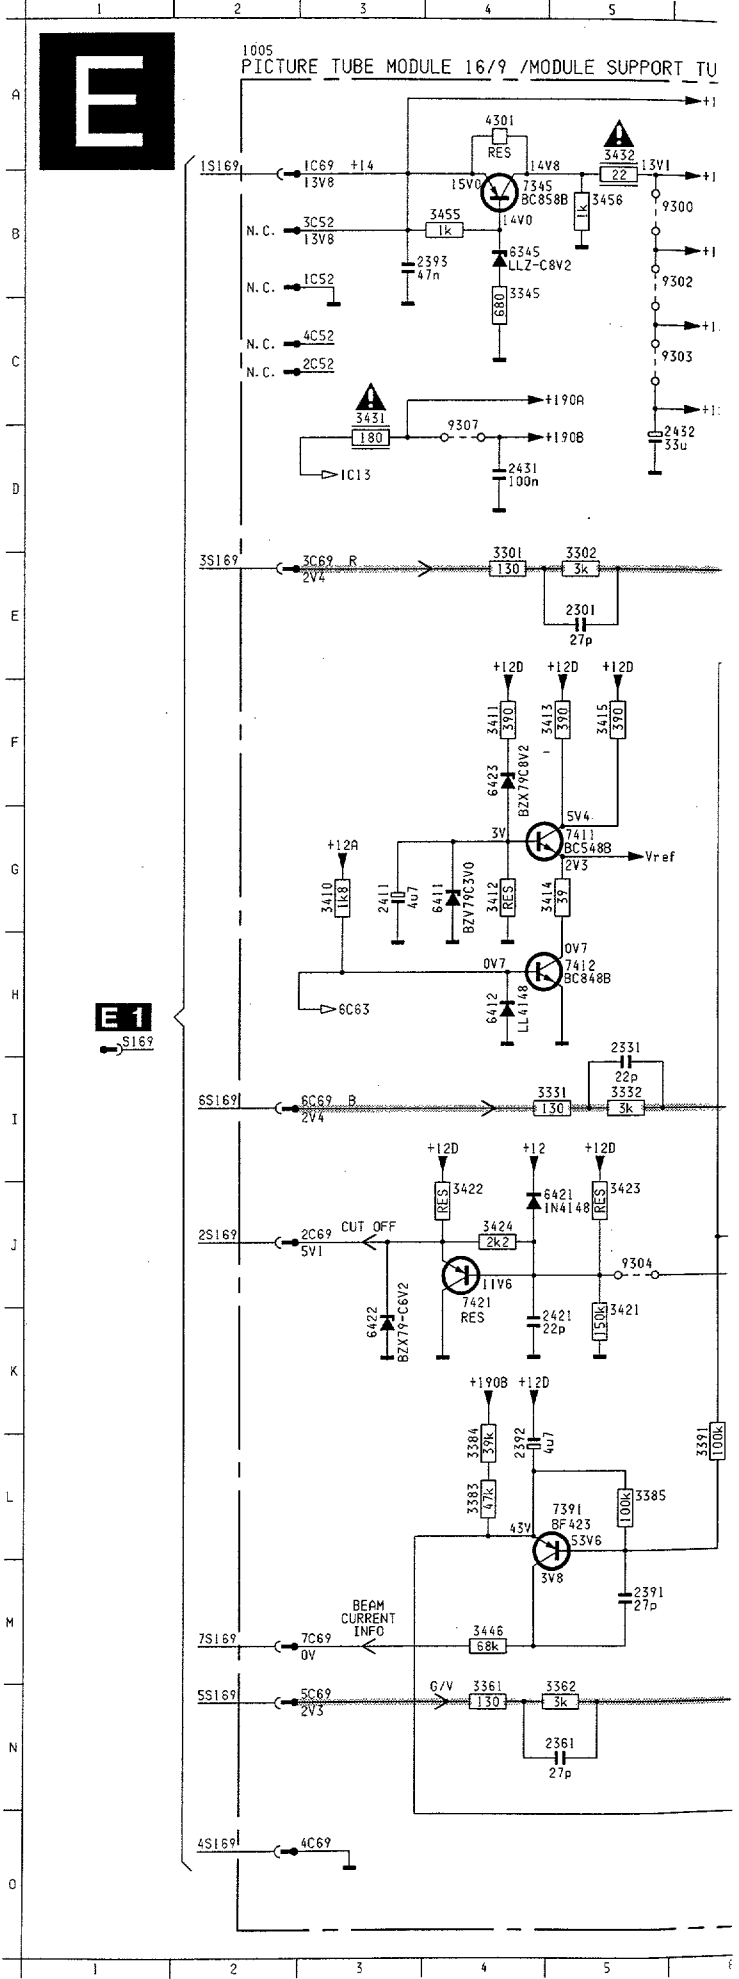 1 2 3 4 5
E
1005
PICTURE TUBE MODULE 16/9 /MODULE SUPPORT TU
A
+1
4301
RES
3432
22
13V1
1S169
1C69
13V8
+14
15V0
14V8
7345
BC858B
14V0
3456
1k
+1
9300
B
N.C.
3C52
13V8
3455
1k
2393
47n
6345
LLZ-C8V2
+1
N.C.
1C52
3345
680
9302
C
N.C.
4C52
N.C.
2C52
+1
9303
3431
180
+190A
+1
9307
+190B
2432
33u
D
1C13
2431
100n
3S169
3C69
2V4
R
3301
130
3302
3k
E
2301
27p
+12D +12D +12D
F
3411
390
3413
390
3415
390
6423
BZX79C8V2
5V4
3V
7411
BC548B
2V3
Vref
G
+12A
3410
1k8
2411
4u7
6411
BZV79C3V0
3412
RES
3414
39
0V7
0V7
7412
BC848B
H
6C63
6412
LL4148
E 1
S169
2331
22p
I
6S169
6C69
2V4
B
3331
130
3332
3k
+12D +12 +12D
3422
RES
6421
1N4148
3423
RES
J
2S169
2C69
5V1
CUT OFF
3424
2k2
11V6
9304
7421
RES
6422
BZX79-C6V2
2421
22p
3421
150k
K
+190B +12D
3384
39k
2392
4u7
3391
100k
L
3383
47k
3385
100k
7391
BF423
43V
53V6
3V8
2391
27p
M
BEAM
CURRENT
INFO
7S169
7C69
0V
3446
68k
5S169
5C69
2V3
G/V
3361
130
3362
3k
N
2361
27p
4S169
4C69
O
1 2 3 4 5